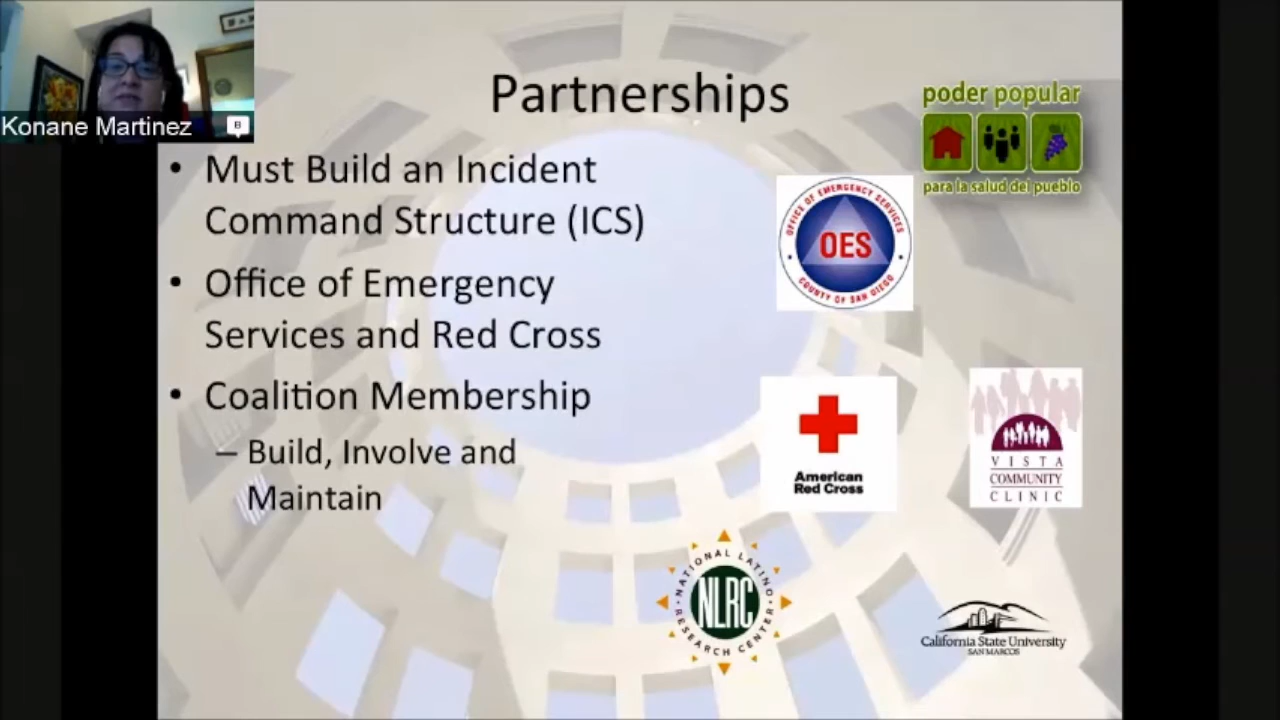 Konane Martinez
Partnerships
• Must Build an Incident
Command Structure (ICS)
• Office of Emergency
Services and Red Cross
• Coalition Membership
– Build, Involve and
Maintain
poder popular
para la salud del pueblo
OFFICE OF EMERGENCY SERVICES
OES
COUNTY OF SAN DIEGO
American
Red Cross
VISTA
COMMUNITY
CLINIC
NATIONAL LATINO
NLRC
RESEARCH CENTER
California State University
SAN MARCOS